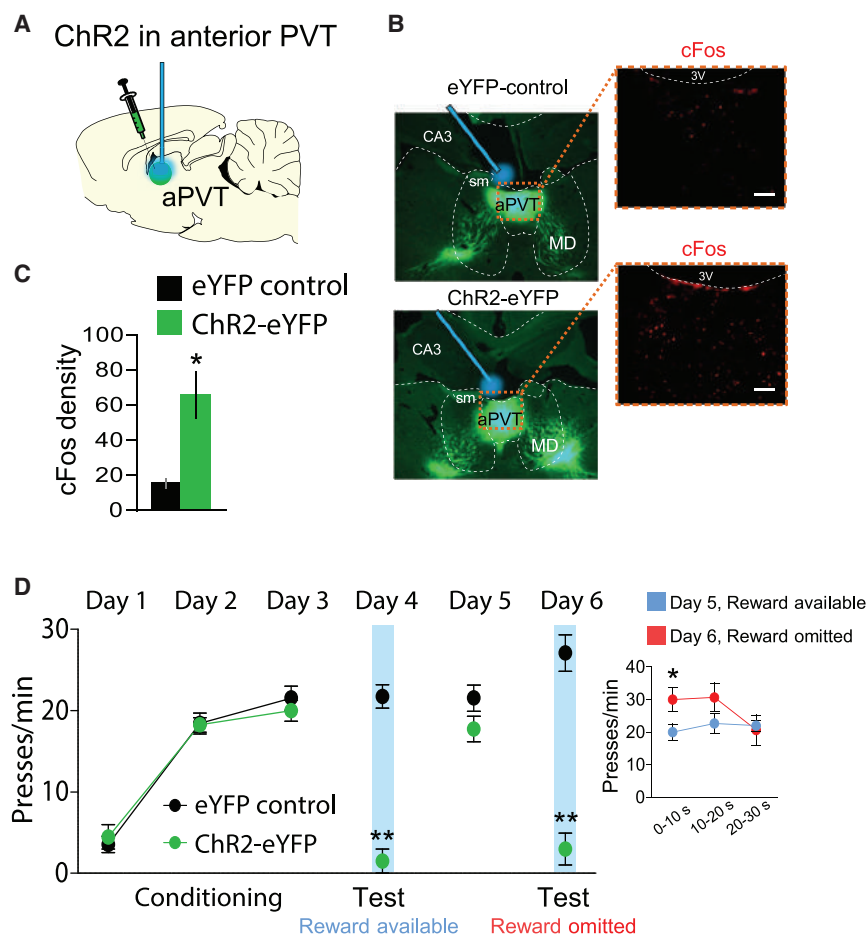 A
ChR2 in anterior PVT
aPVT
B
eYFP-control
CA3
sm
aPVT
MD
cFos
3V
ChR2-eYFP
CA3
sm
aPVT
MD
cFos
3V
C
eYFP control
ChR2-eYFP
*
cFos density
100
80
60
40
20
0
D
Day 1 Day 2 Day 3 Day 4 Day 5 Day 6
Presses/min
30
20
10
0
eYFP control
ChR2-eYFP
** **
Conditioning Test Test
Reward available Reward omitted
Day 5, Reward available
Day 6, Reward omitted
Presses/min
40
30
20
10
0
*
0-10 s 10-20 s 20-30 s